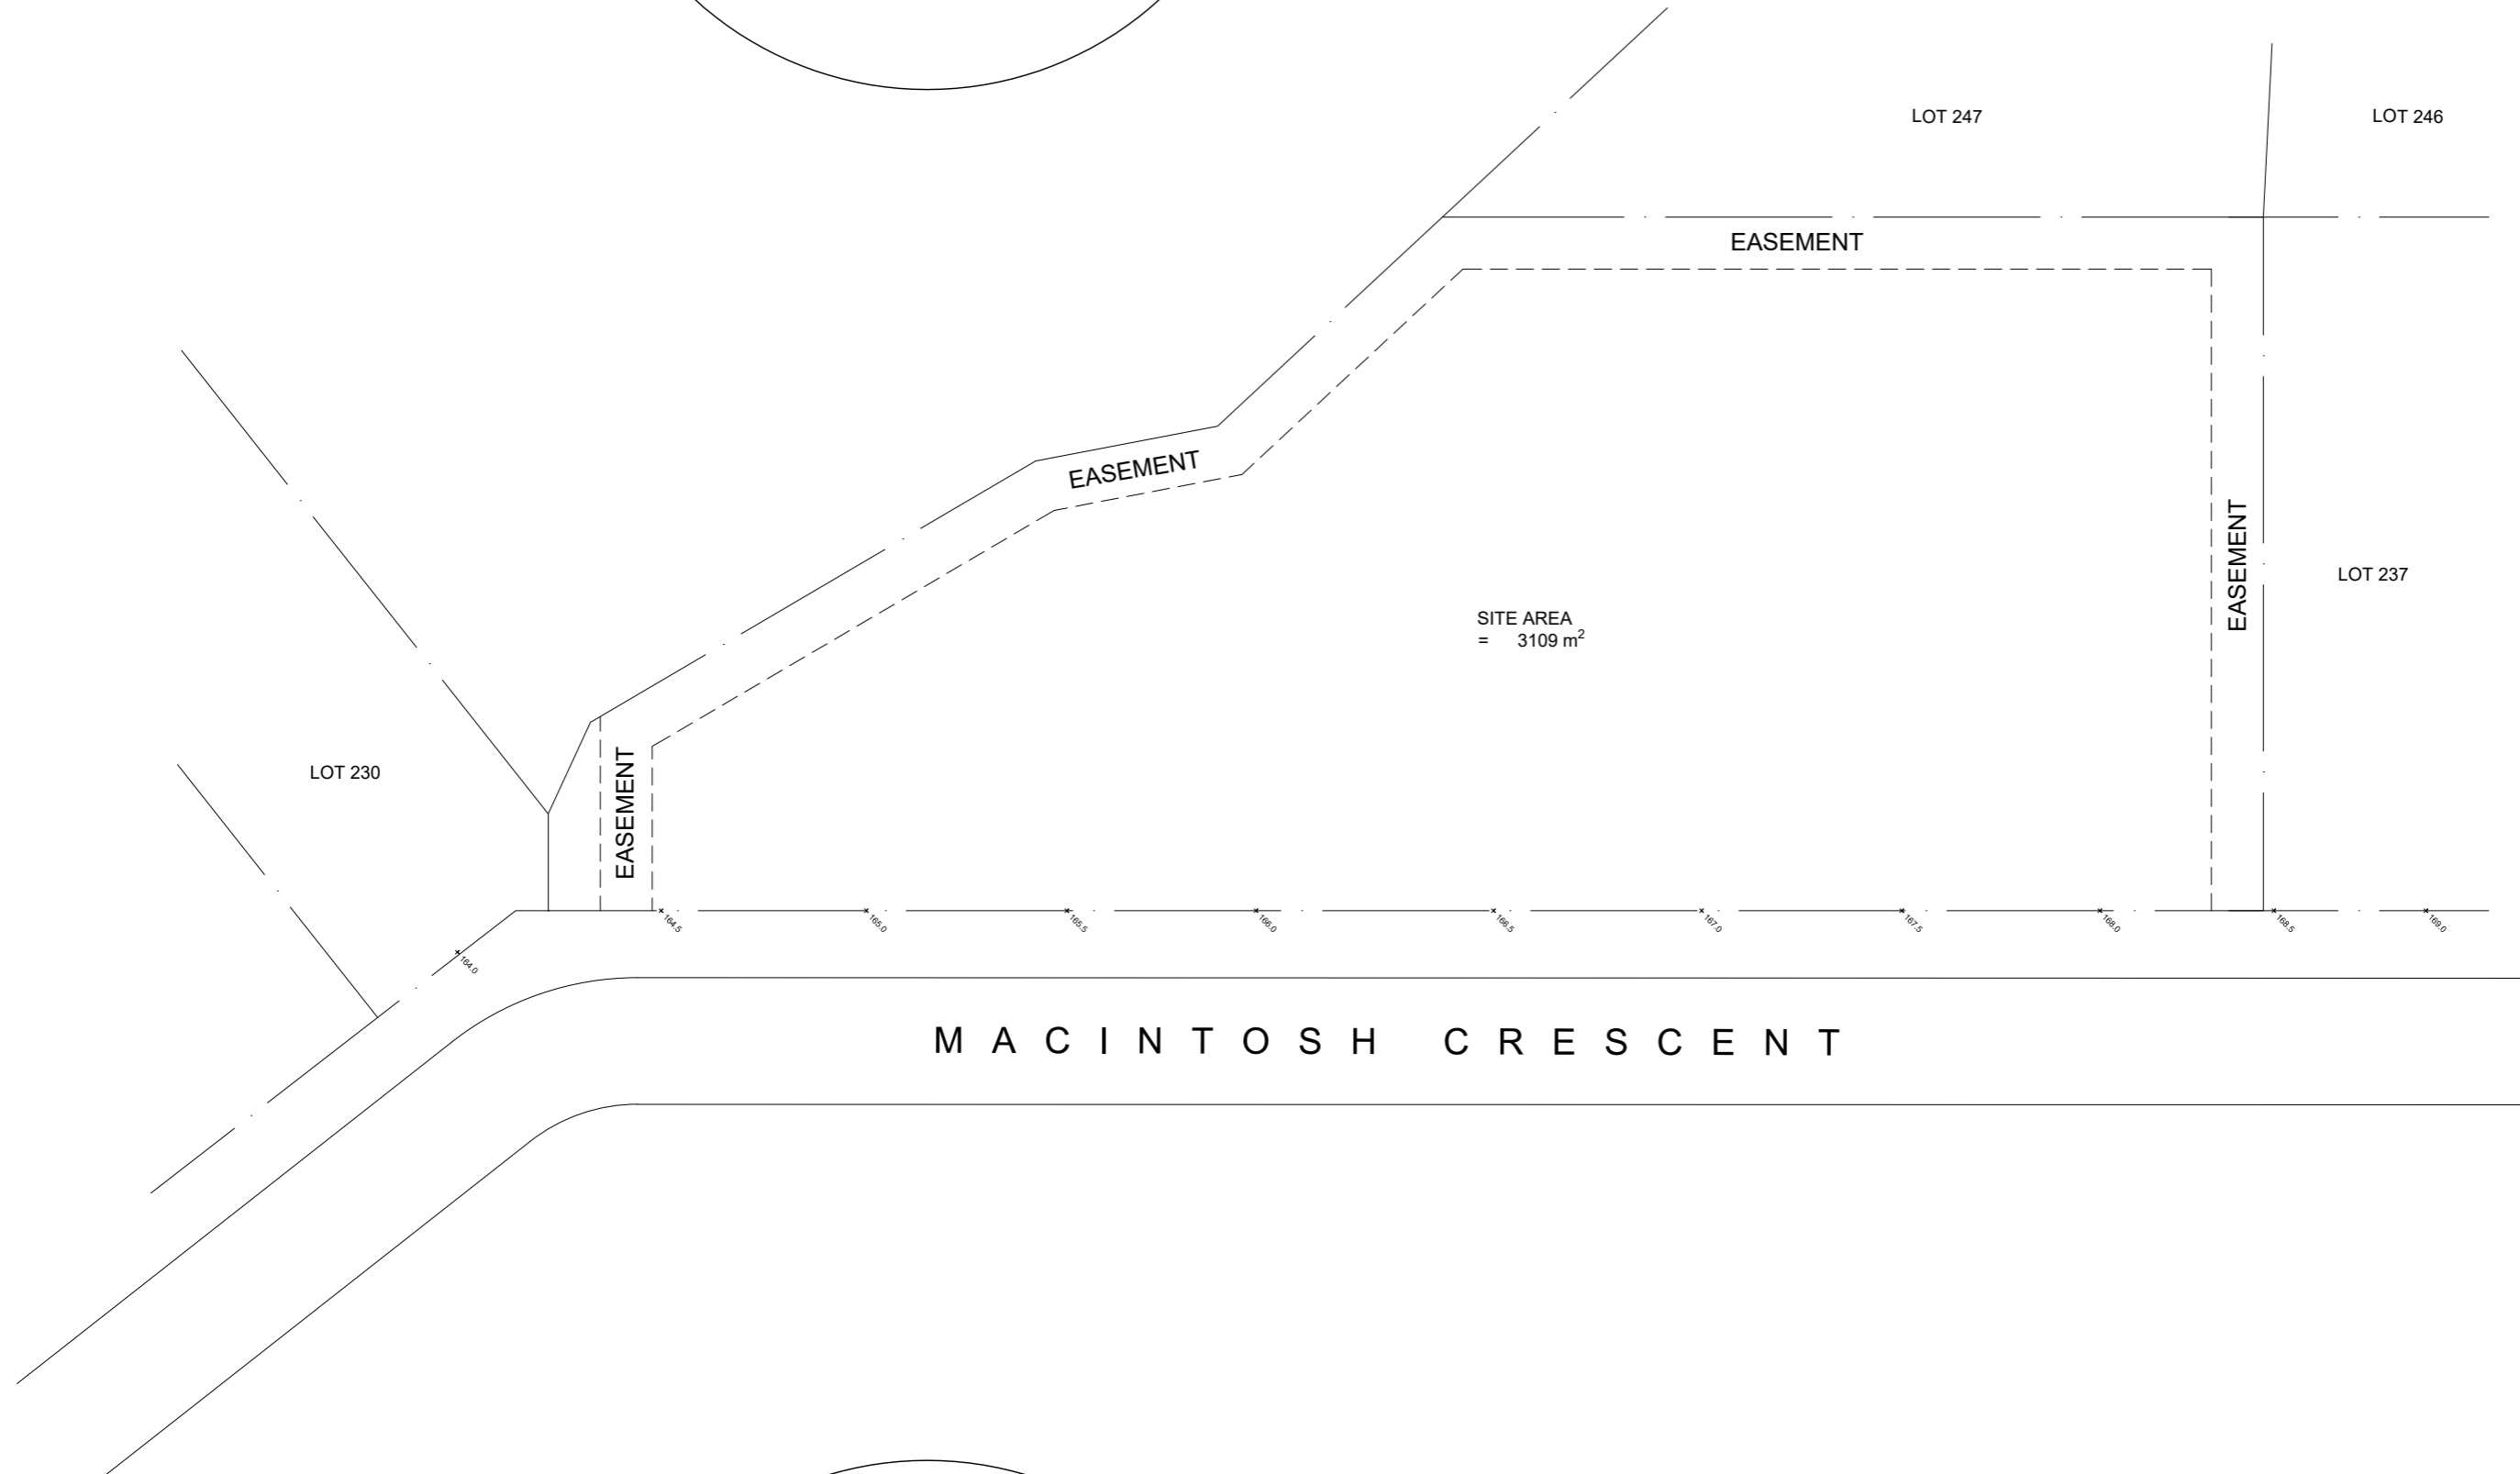 LOT 247
LOT 246
EASEMENT
EASEMENT
EASEMENT
LOT 237
SITE AREA
= 3109 m²
LOT 230
EASEMENT
164.0
164.5
165.0
165.5
166.0
166.5
167.0
167.5
168.0
168.5
169.0
MACINTOSH CRESCENT